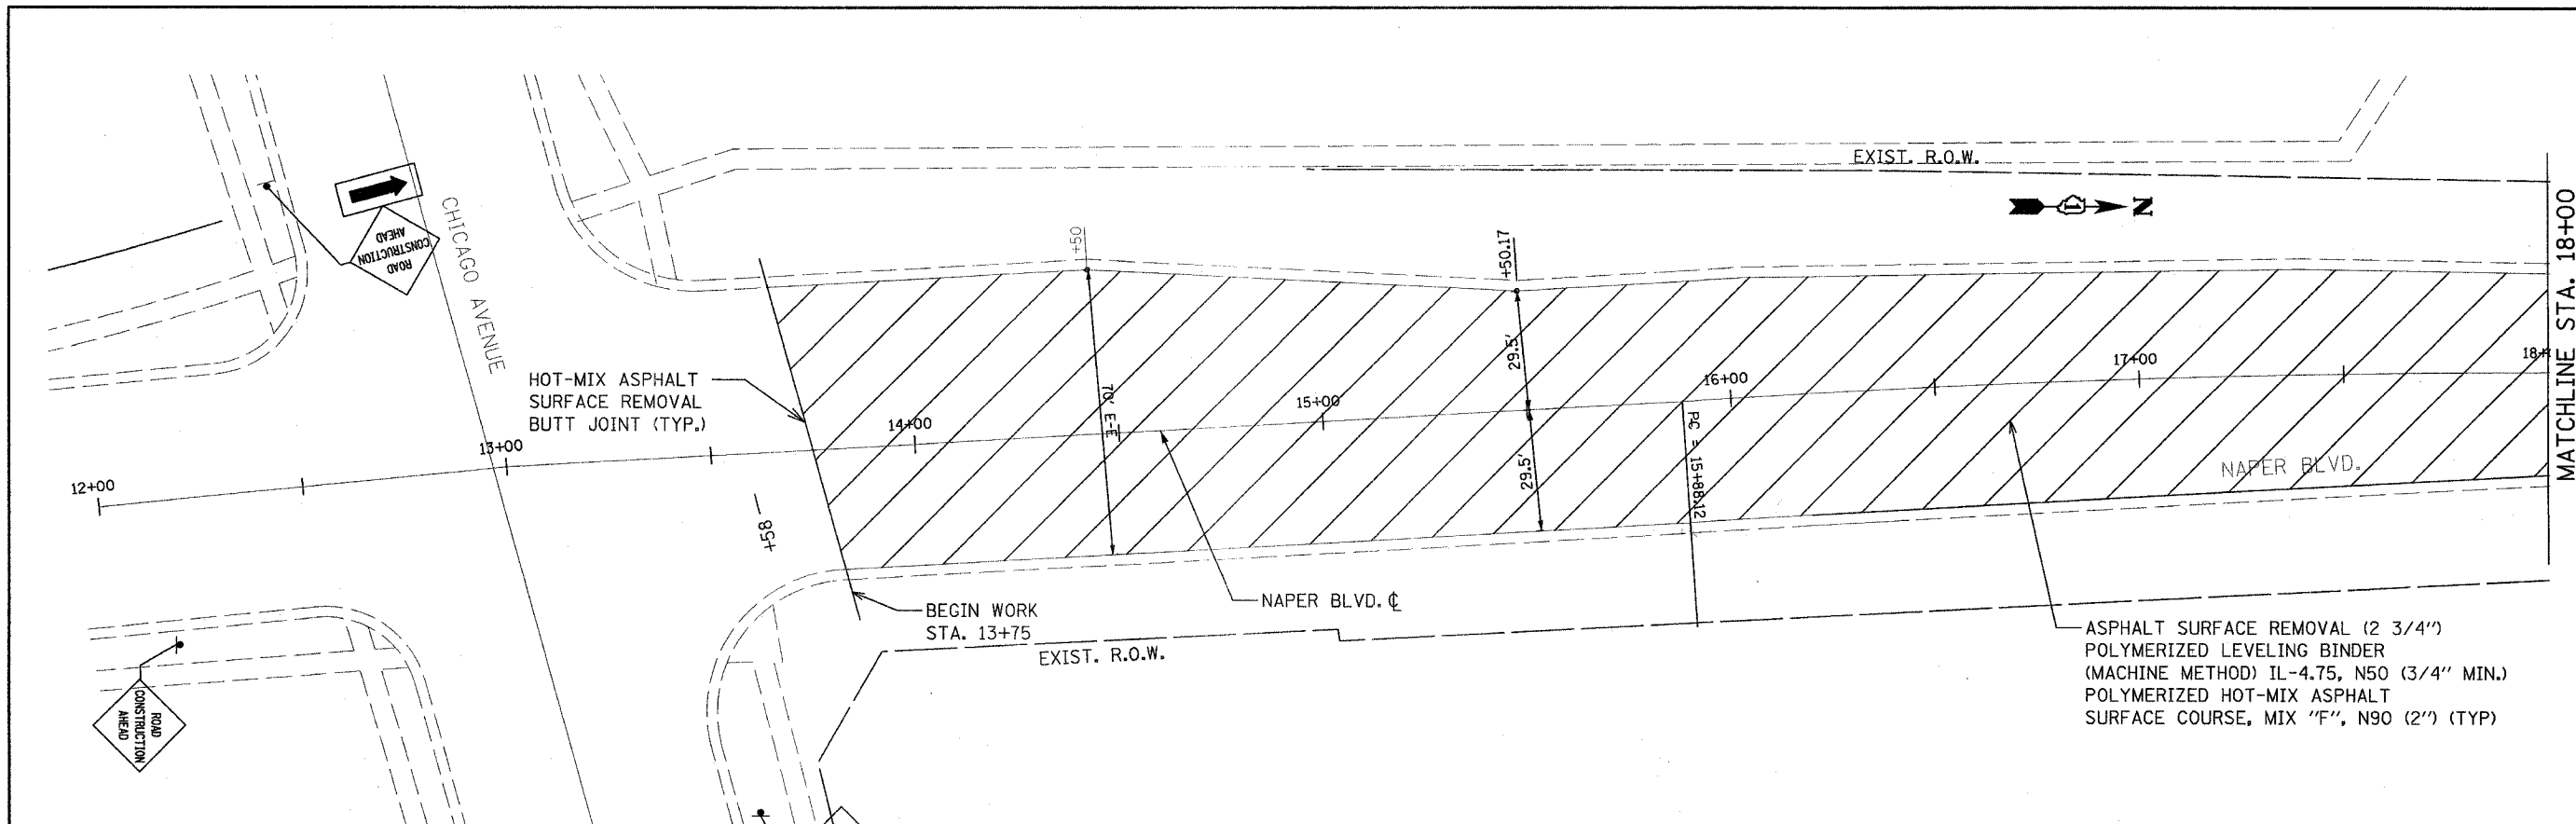 EXIST. R.O.W.
N
MATCHLINE STA. 18+00
CHICAGO AVENUE
ROAD
CONSTRUCTION
AHEAD
+50
+50.17
29.5'
29.5'
70' E-E
HOT-MIX ASPHALT
SURFACE REMOVAL
BUTT JOINT (TYP.)
12+00
13+00
14+00
15+00
16+00
17+00
PC = 15+88.12
NAPER BLVD.
+58
BEGIN WORK
STA. 13+75
NAPER BLVD. ℄
EXIST. R.O.W.
ROAD
CONSTRUCTION
AHEAD
ASPHALT SURFACE REMOVAL (2 3/4")
POLYMERIZED LEVELING BINDER
(MACHINE METHOD) IL-4.75, N50 (3/4" MIN.)
POLYMERIZED HOT-MIX ASPHALT
SURFACE COURSE, MIX "F", N90 (2") (TYP)